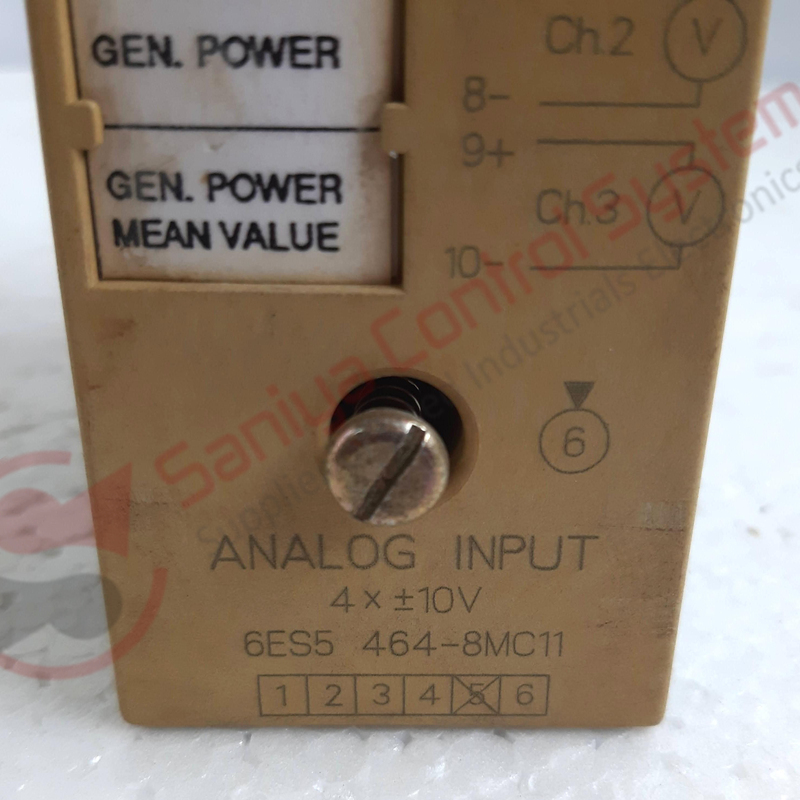 GEN. POWER
GEN. POWER
MEAN VALUE
Ch.2
V
8-
9+
Ch.3
V
10-
6
ANALOG INPUT
4 x ±10V
6ES5 464-8MC11
1 2 3 4 5 6
Saniya Control System
Industrials Electronics